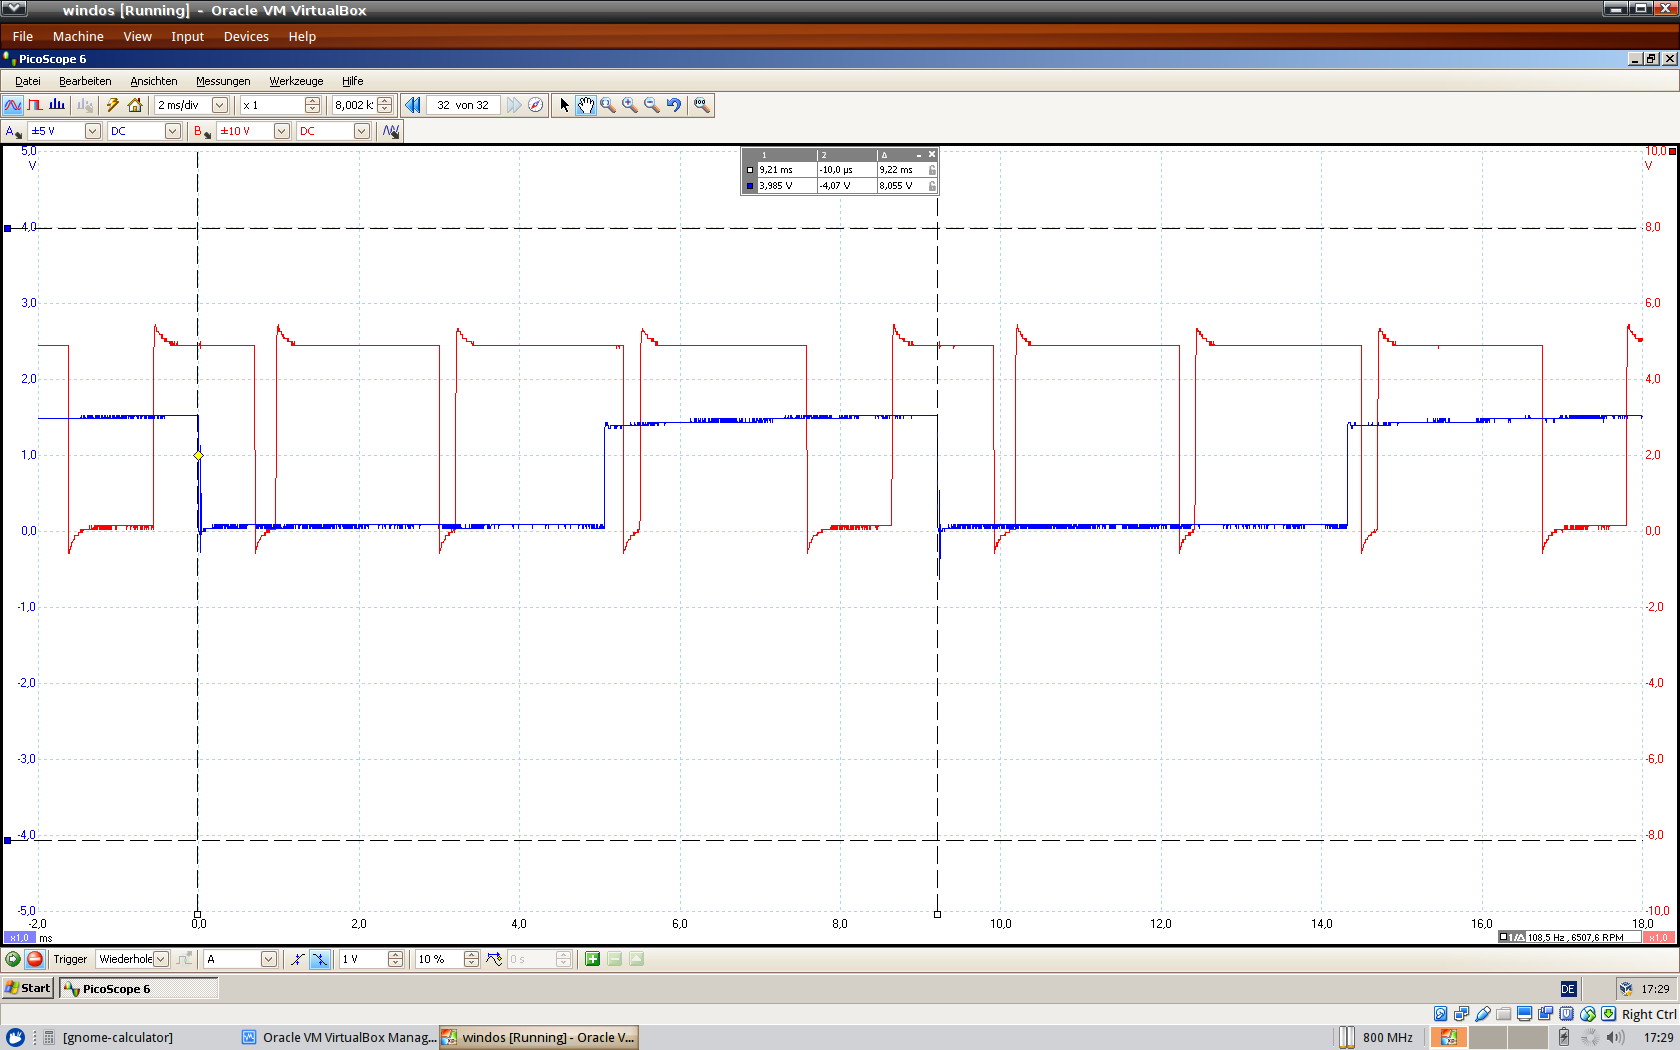 windos [Running] - Oracle VM VirtualBox
File Machine View Input Devices Help
PicoScope 6
Datei Bearbeiten Ansichten Messungen Werkzeuge Hilfe
2 ms/div x 1 8,002 k 32 von 32
A ±5 V DC B ±10 V DC
5,0 10,0
V V
1 2 Δ
9,21 ms -10,0 µs 9,22 ms
3,985 V -4,07 V 8,055 V
4,0 8,0
3,0 6,0
2,0 4,0
1,0 2,0
0,0 0,0
-1,0 -2,0
-2,0 -4,0
-3,0 -6,0
-4,0 -8,0
-5,0 -10,0
-2,0 0,0 2,0 4,0 6,0 8,0 10,0 12,0 14,0 16,0 18,0
x1,0 ms 1/Δ 108,5 Hz , 6507,6 RPM x1,0
Trigger Wiederhole A 1 V 10 % 0 s
Start PicoScope 6 DE 17:29
Right Ctrl
[gnome-calculator] Oracle VM VirtualBox Manag... windos [Running] - Oracle V... 800 MHz 17:29